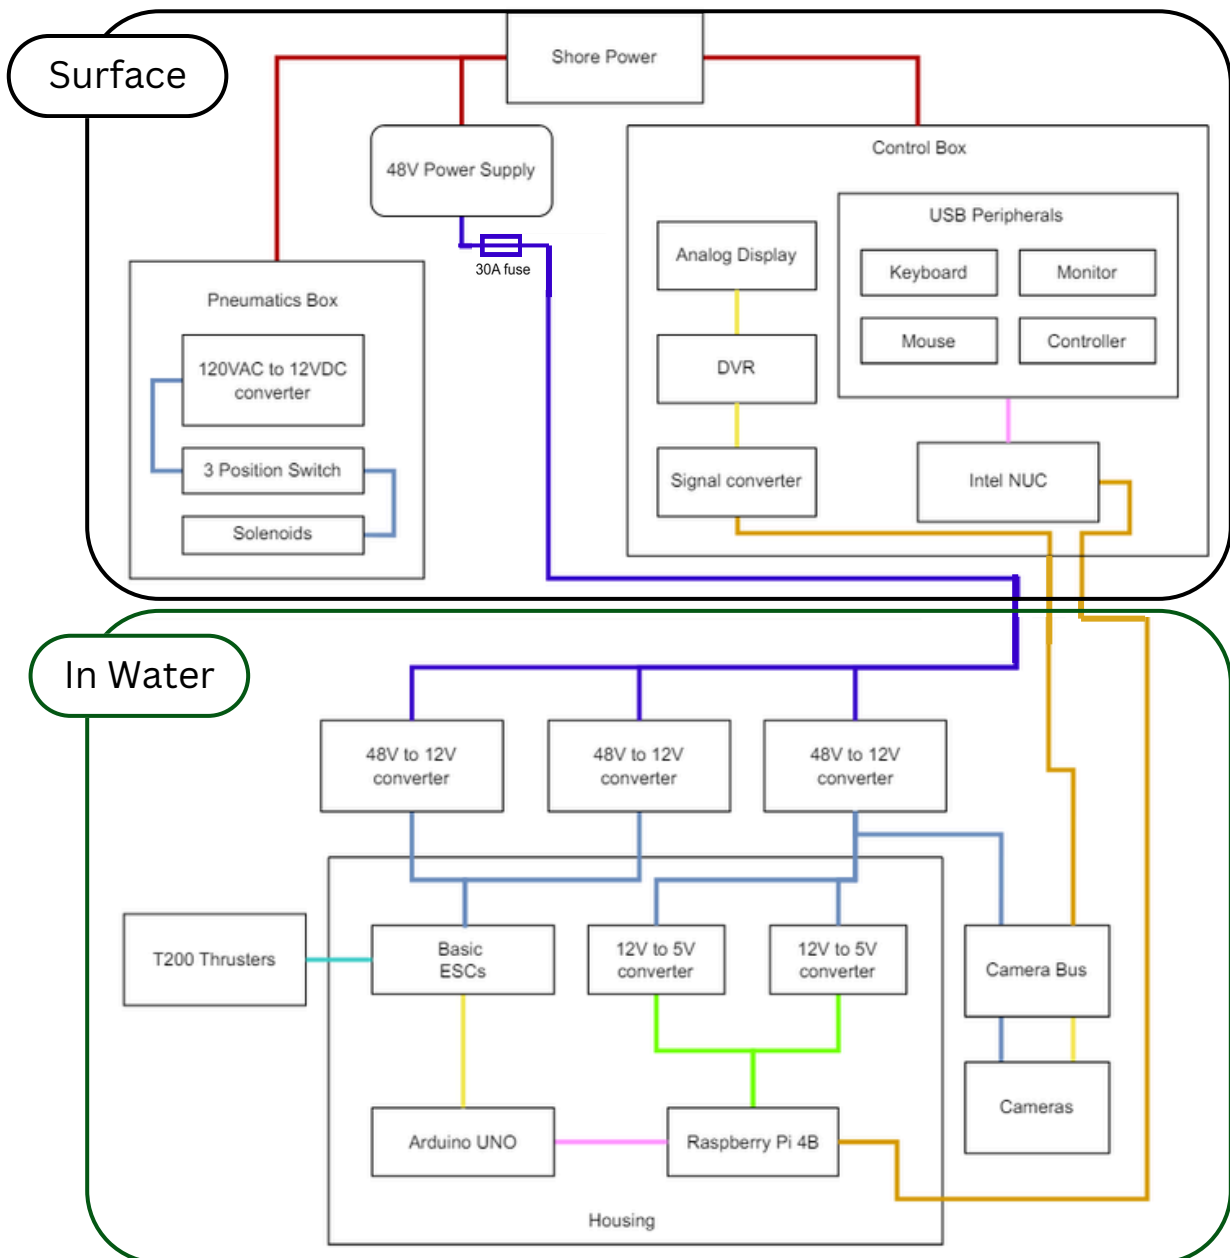 Surface
Shore Power
48V Power Supply
30A fuse
Control Box
USB Peripherals
Analog Display
Keyboard
Monitor
Mouse
Controller
DVR
Signal converter
Intel NUC
Pneumatics Box
120VAC to 12VDC
converter
3 Position Switch
Solenoids
In Water
48V to 12V
converter
48V to 12V
converter
48V to 12V
converter
T200 Thrusters
Basic
ESCs
12V to 5V
converter
12V to 5V
converter
Camera Bus
Cameras
Arduino UNO
Raspberry Pi 4B
Housing